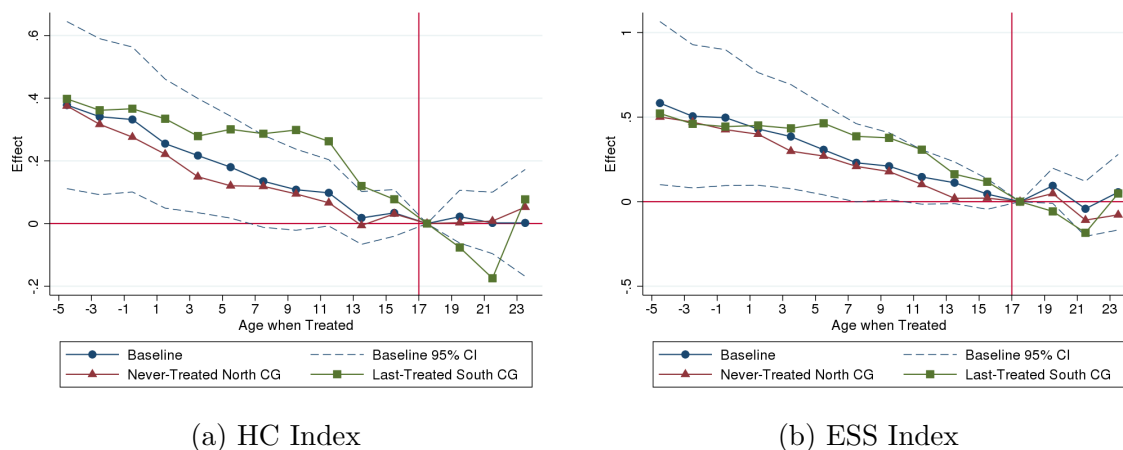 .6
.4
.2
0
-.2
Effect
-5 -3 -1 1 3 5 7 9 11 13 15 17 19 21 23
Age when Treated
Baseline Baseline 95% CI
Never-Treated North CG Last-Treated South CG
(a) HC Index
1
.5
0
-.5
Effect
-5 -3 -1 1 3 5 7 9 11 13 15 17 19 21 23
Age when Treated
Baseline Baseline 95% CI
Never-Treated North CG Last-Treated South CG
(b) ESS Index